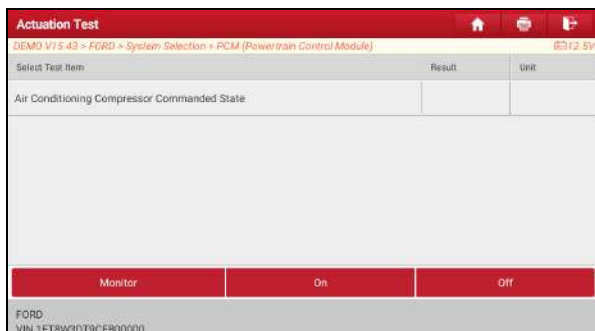 Actuation Test
DEMO V15.43 > FORD > System Selection > PCM (Powertrain Control Module) 12.5V
Select Test Item Result Unit
Air Conditioning Compressor Commanded State
Monitor On Off
FORD
VIN 1FT8W3DT9CEB00000